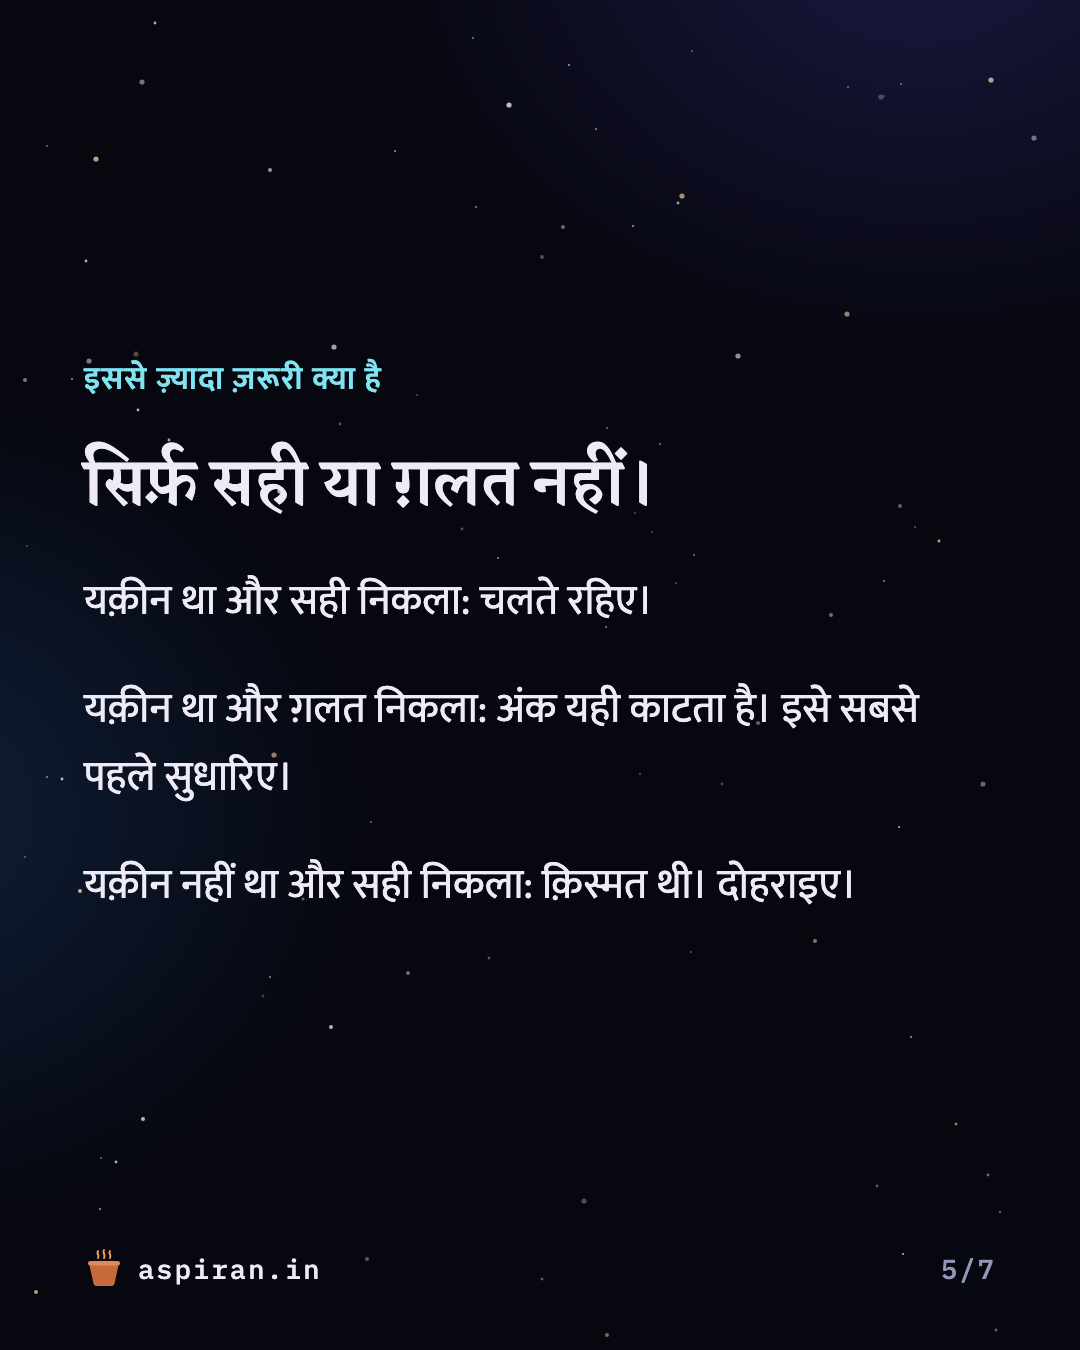 इससे ज़्यादा ज़रूरी क्या है
सिर्फ़ सही या ग़लत नहीं।
यक़ीन था और सही निकला: चलते रहिए।
यक़ीन था और ग़लत निकला: अंक यही काटता है। इसे सबसे
पहले सुधारिए।
यक़ीन नहीं था और सही निकला: क़िस्मत थी। दोहराइए।
aspiran.in
5/7